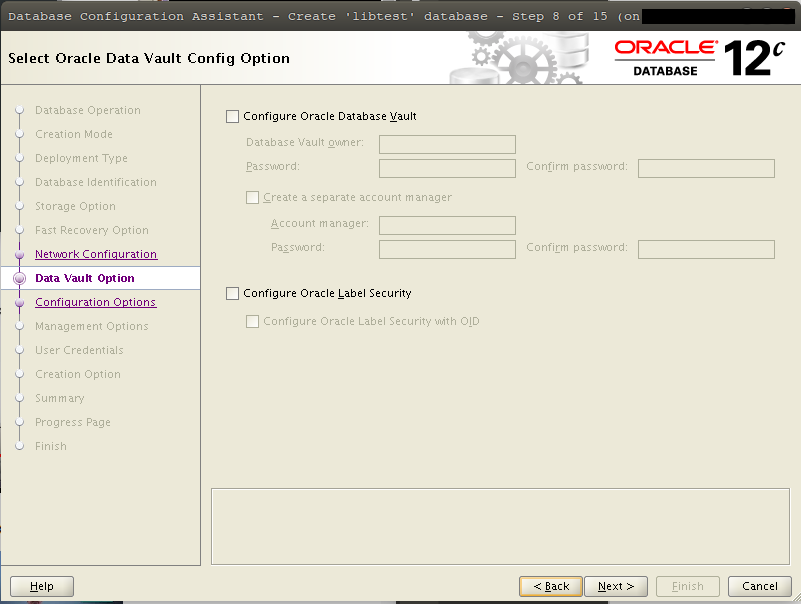 Database Configuration Assistant - Create 'libtest' database - Step 8 of 15 (on
Select Oracle Data Vault Config Option
ORACLE
DATABASE
12c
Database Operation
Creation Mode
Deployment Type
Database Identification
Storage Option
Fast Recovery Option
Network Configuration
Data Vault Option
Configuration Options
Management Options
User Credentials
Creation Option
Summary
Progress Page
Finish
Configure Oracle Database Vault
Database Vault owner:
Password: Confirm password:
Create a separate account manager
Account manager:
Password: Confirm password:
Configure Oracle Label Security
Configure Oracle Label Security with OID
Help < Back Next > Finish Cancel